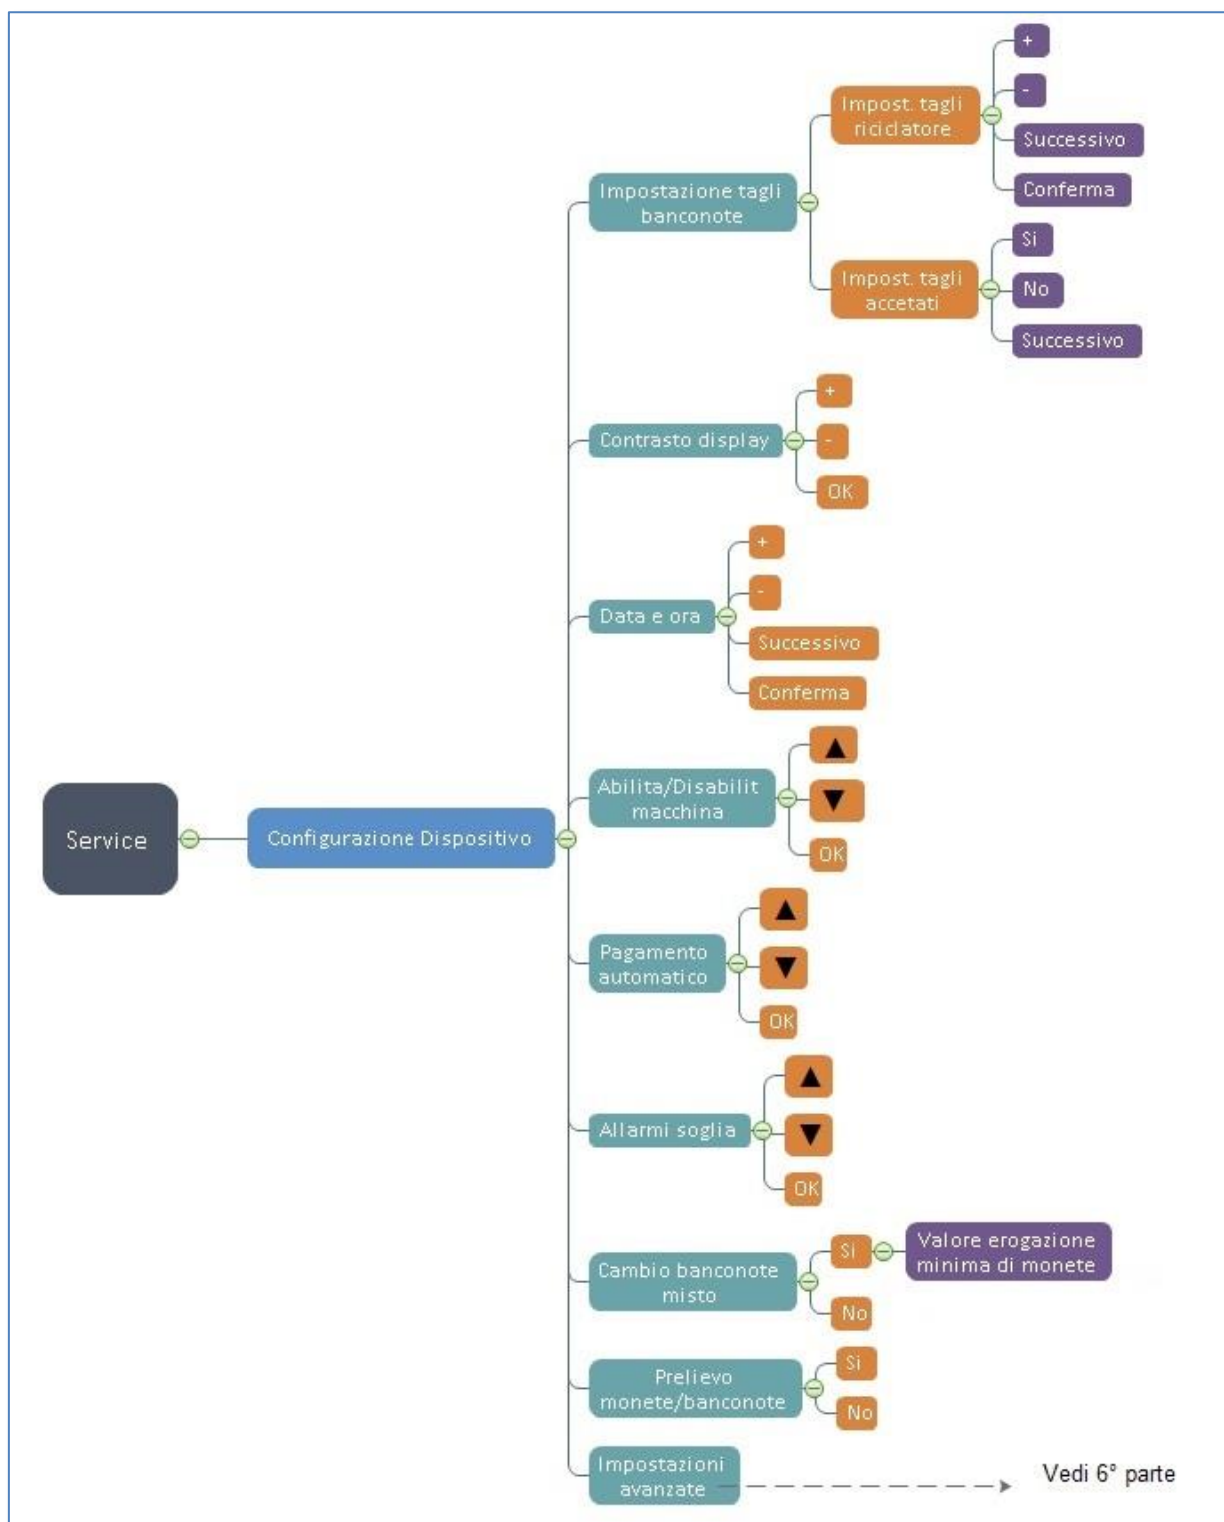 Service
Configurazione Dispositivo
Impostazione tagli
banconote
Impost. tagli
riciclatore
+
-
Successivo
Conferma
Impost. tagli
accetati
Si
No
Successivo
Contrasto display
+
-
OK
Data e ora
+
-
Successivo
Conferma
Abilita/Disabilit
macchina
▲
▼
OK
Pagamento
automatico
▲
▼
OK
Allarmi soglia
▲
▼
OK
Cambio banconote
misto
Si
Valore erogazione
minima di monete
No
Prelievo
monete/banconote
Si
No
Impostazioni
avanzate
Vedi 6° parte